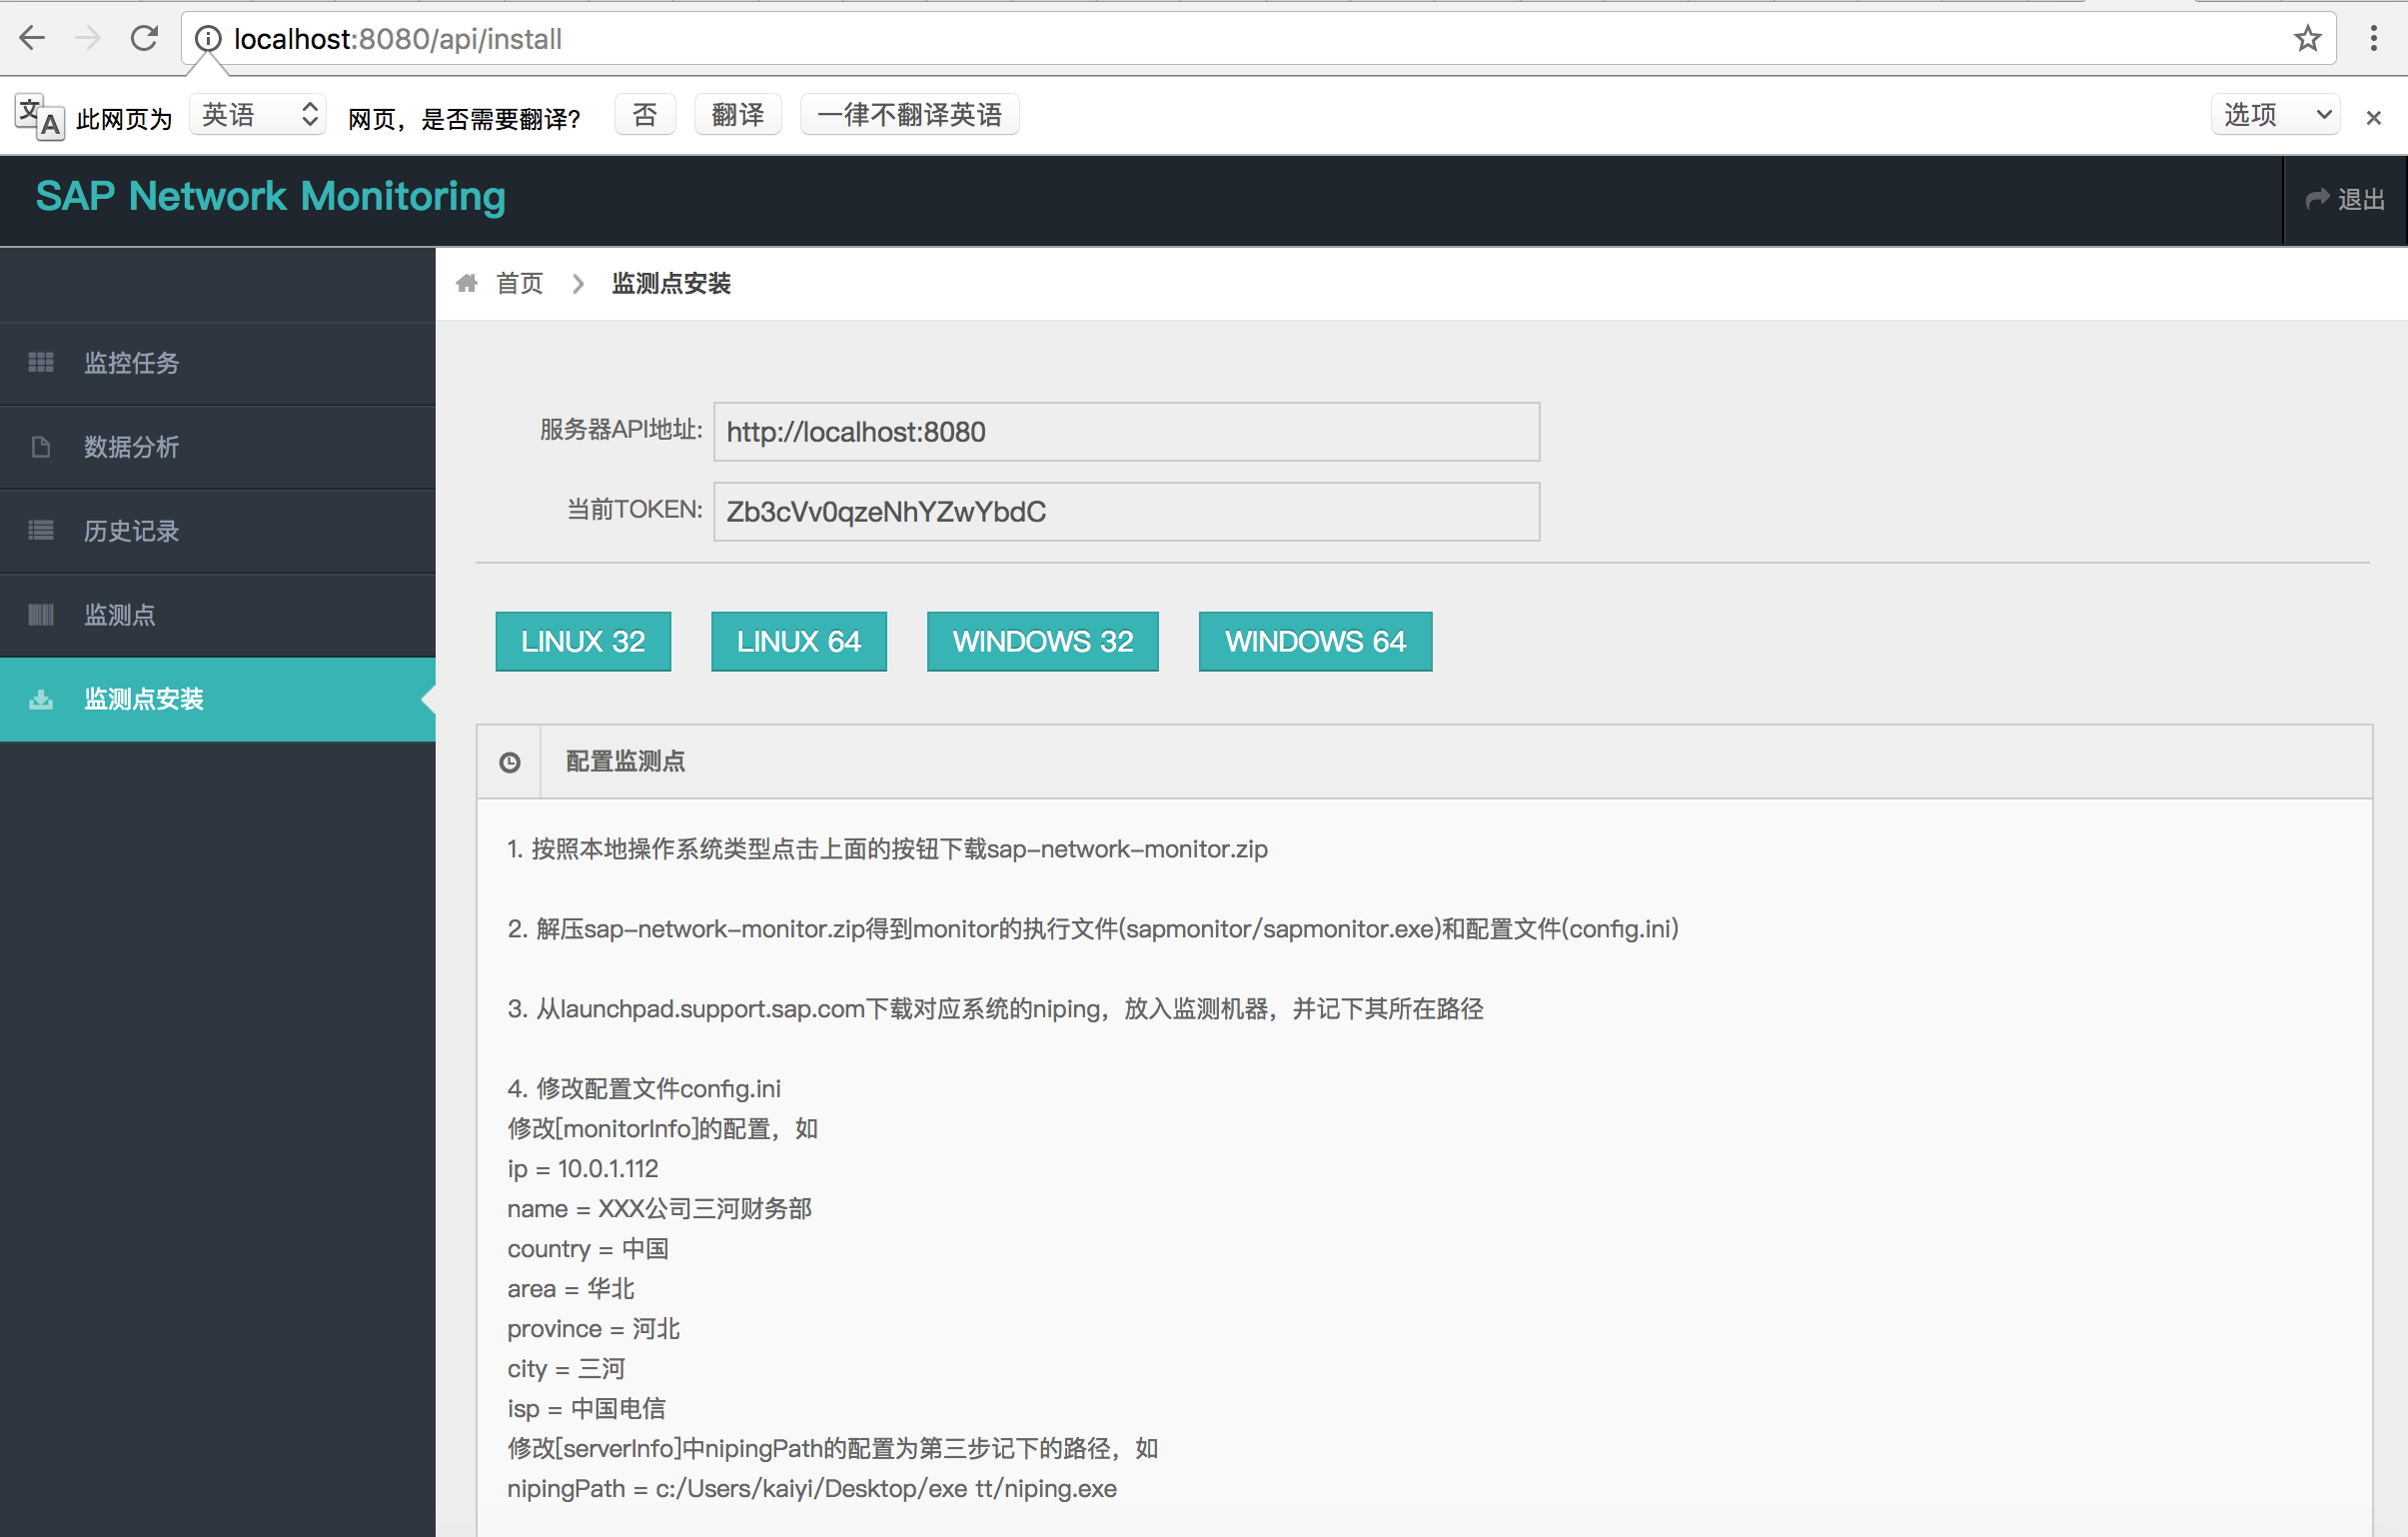 localhost:8080/api/install
文A 此网页为 英语 网页，是否需要翻译？ 否 翻译 一律不翻译英语 选项 ×
SAP Network Monitoring
退出
首页 > 监测点安装
监控任务
数据分析
历史记录
监测点
监测点安装
服务器API地址: http://localhost:8080
当前TOKEN: Zb3cVv0qzeNhYZwYbdC
LINUX 32 LINUX 64 WINDOWS 32 WINDOWS 64
配置监测点
1. 按照本地操作系统类型点击上面的按钮下载sap-network-monitor.zip
2. 解压sap-network-monitor.zip得到monitor的执行文件(sapmonitor/sapmonitor.exe)和配置文件(config.ini)
3. 从launchpad.support.sap.com下载对应系统的niping，放入监测机器，并记下其所在路径
4. 修改配置文件config.ini
修改[monitorInfo]的配置，如
ip = 10.0.1.112
name = XXX公司三河财务部
country = 中国
area = 华北
province = 河北
city = 三河
isp = 中国电信
修改[serverInfo]中nipingPath的配置为第三步记下的路径，如
nipingPath = c:/Users/kaiyi/Desktop/exe tt/niping.exe